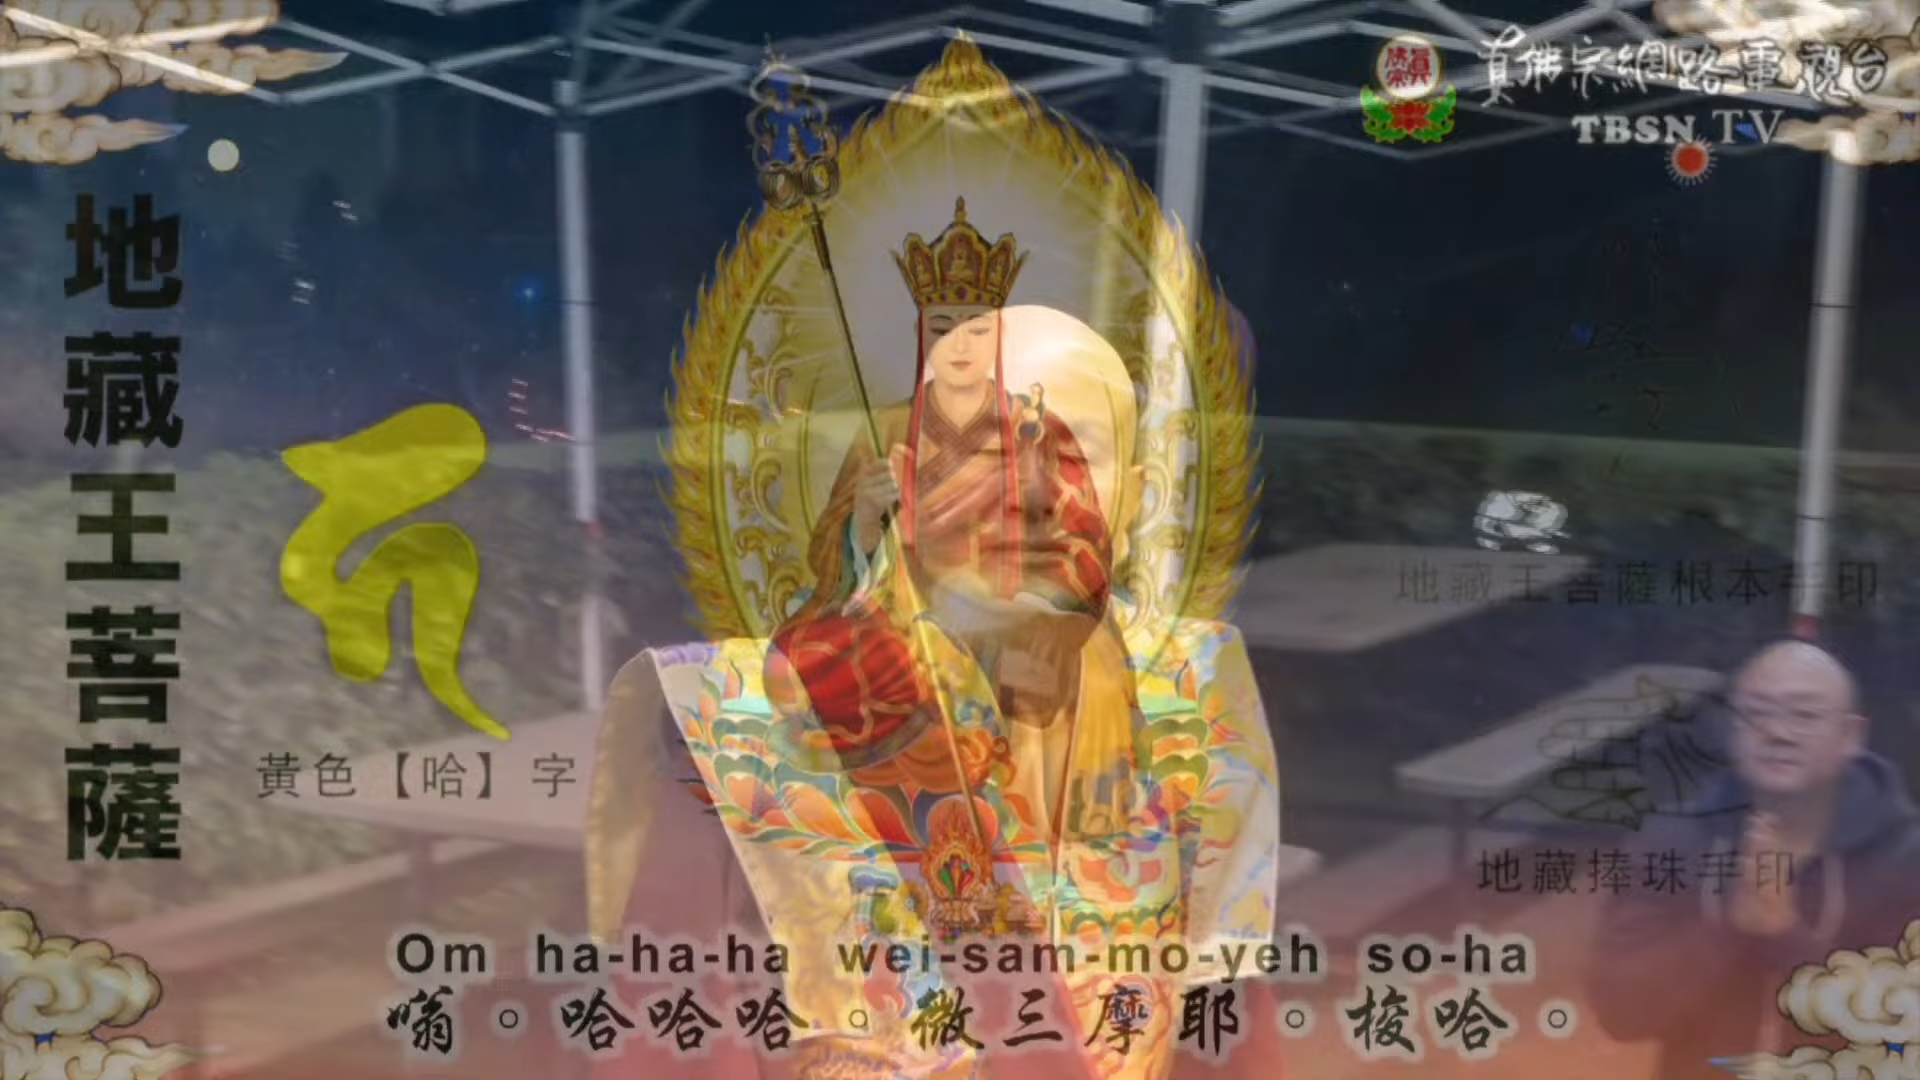 真佛宗網路電視台
TBSN TV
地藏王菩薩
黃色【哈】字
地藏王菩薩根本手印
地藏捧珠手印
Om ha-ha-ha wei-sam-mo-yeh so-ha
嗡。哈哈哈。微三摩耶。梭哈。